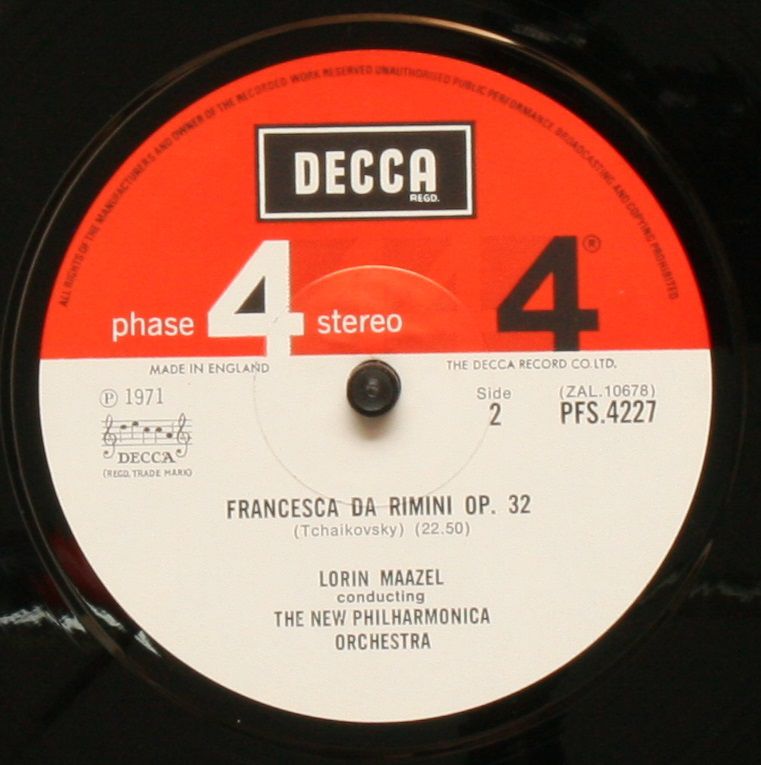 ALL RIGHTS OF THE MANUFACTURERS AND OWNER OF THE RECORDED WORK RESERVED UNAUTHORISED PUBLIC PERFORMANCE BROADCASTING AND COPYING PROHIBITED
DECCA
REGD.
phase 4 stereo 4®
MADE IN ENGLAND THE DECCA RECORD CO. LTD.
℗ 1971
DECCA
(REGD. TRADE MARK)
Side (ZAL.10678)
2 PFS.4227
FRANCESCA DA RIMINI OP. 32
(Tchaikovsky) (22.50)
LORIN MAAZEL
conducting
THE NEW PHILHARMONICA
ORCHESTRA